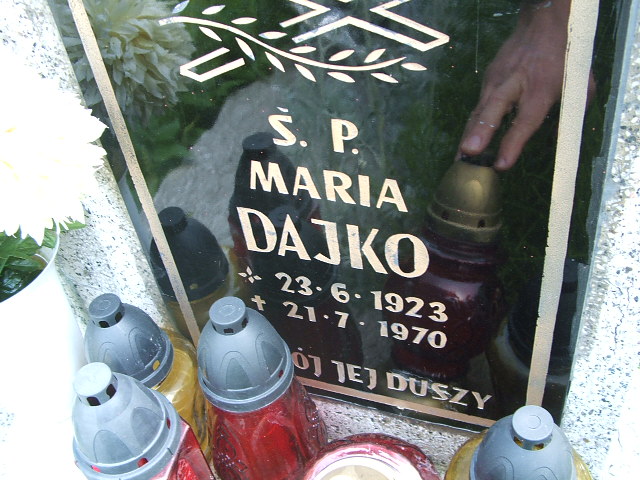 Ś. P.
MARIA
DAJKO
23·6·1923
† 21·7·1970
JEJ DUSZY